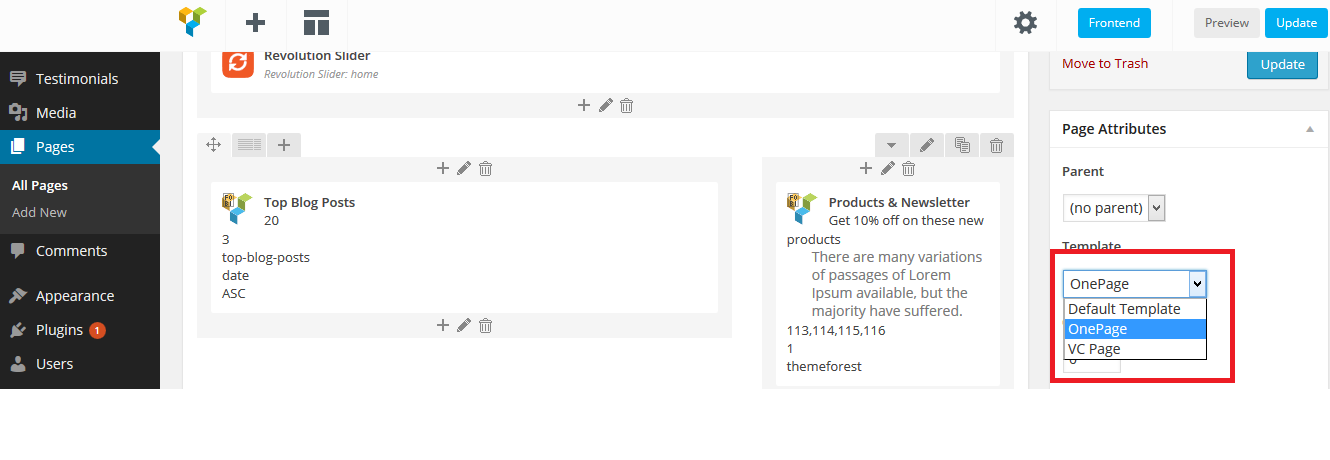 Frontend
Preview
Update
Testimonials
Media
Pages
All Pages
Add New
Comments
Appearance
Plugins 1
Users
Revolution Slider
Revolution Slider: home
Top Blog Posts
20
3
top-blog-posts
date
ASC
Products & Newsletter
Get 10% off on these new
products
There are many variations
of passages of Lorem
Ipsum available, but the
majority have suffered.
113,114,115,116
1
themeforest
Move to Trash
Update
Page Attributes
Parent
(no parent)
Template
OnePage
Default Template
OnePage
VC Page